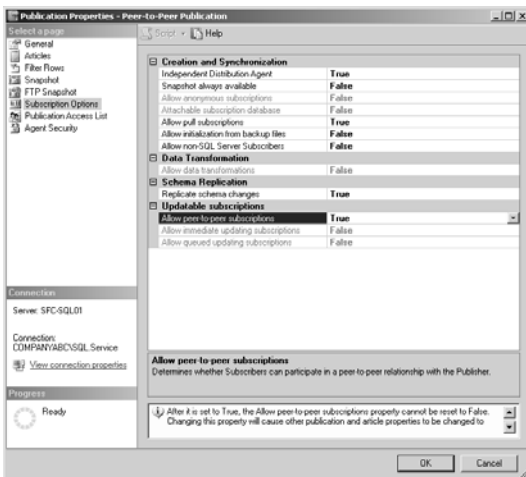 Publication Properties - Peer-to-Peer Publication
Select a page
General
Articles
Filter Rows
Snapshot
FTP Snapshot
Subscription Options
Publication Access List
Agent Security
Script
Help
Creation and Synchronization
Independent Distribution Agent True
Snapshot always available False
Allow anonymous subscriptions False
Attachable subscription database False
Allow pull subscriptions True
Allow initialization from backup files False
Allow non-SQL Server Subscribers False
Data Transformation
Allow data transformations False
Schema Replication
Replicate schema changes True
Updatable subscriptions
Allow peer-to-peer subscriptions True
Allow immediate updating subscriptions False
Allow queued updating subscriptions False
Connection
Server: SFC-SQL01
Connection:
COMPANYABC\SQL.Service
View connection properties
Progress
Ready
Allow peer-to-peer subscriptions
Determines whether Subscribers can participate in a peer-to-peer relationship with the Publisher.
After it is set to True, the Allow peer-to-peer subscriptions property cannot be reset to False.
Changing this property will cause other publication and article properties to be changed to
OK
Cancel